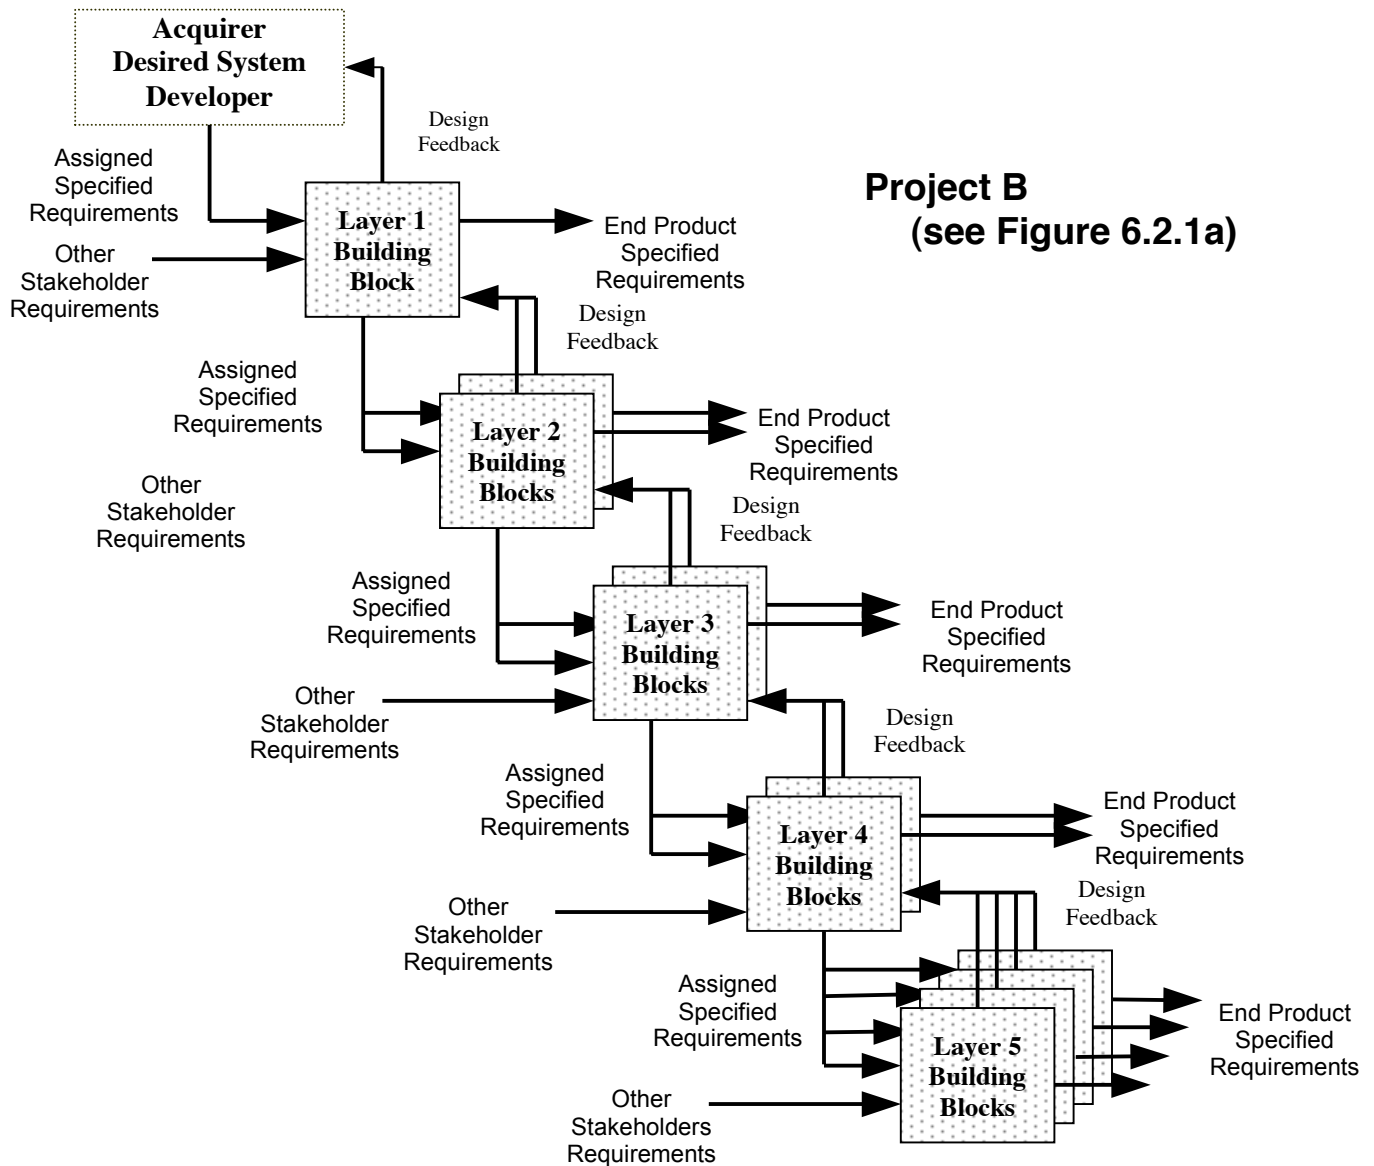 Acquirer
Desired System
Developer
Design
Feedback
Assigned
Specified
Requirements
Other
Stakeholder
Requirements
Layer 1
Building
Block
End Product
Specified
Requirements
Project B
(see Figure 6.2.1a)
Design
Feedback
Assigned
Specified
Requirements
Other
Stakeholder
Requirements
Layer 2
Building
Blocks
End Product
Specified
Requirements
Design
Feedback
Assigned
Specified
Requirements
Other
Stakeholder
Requirements
Layer 3
Building
Blocks
End Product
Specified
Requirements
Design
Feedback
Assigned
Specified
Requirements
Other
Stakeholder
Requirements
Layer 4
Building
Blocks
End Product
Specified
Requirements
Design
Feedback
Assigned
Specified
Requirements
Other
Stakeholders
Requirements
Layer 5
Building
Blocks
End Product
Specified
Requirements